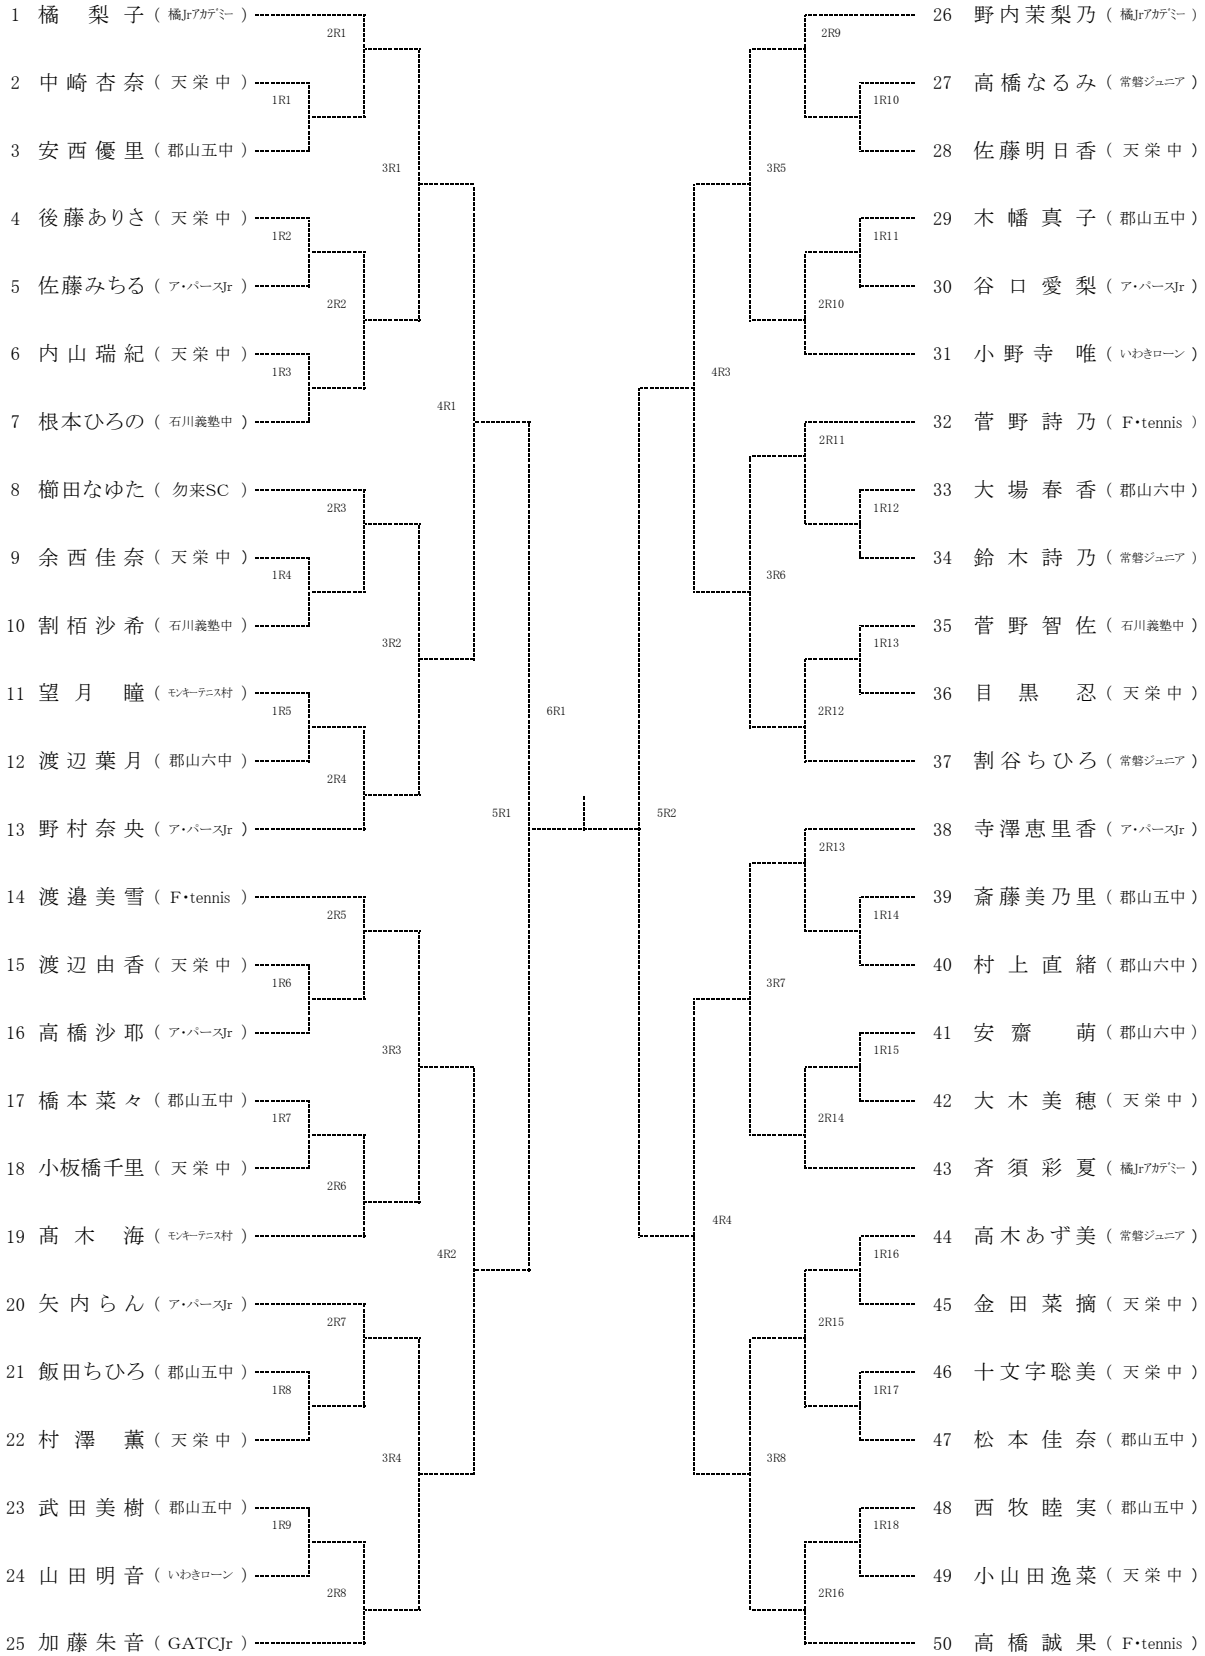 1 橘 梨子 ( 橘Jrアカデミー )
2R1
2 中崎杏奈 ( 天栄中 )
1R1
3 安西優里 ( 郡山五中 )
3R1
4 後藤ありさ ( 天栄中 )
1R2
5 佐藤みちる ( ア・パースJr )
2R2
6 内山瑞紀 ( 天栄中 )
1R3
4R1
7 根本ひろの ( 石川義塾中 )
8 櫛田なゆた ( 勿来SC )
2R3
9 余西佳奈 ( 天栄中 )
1R4
10 割栢沙希 ( 石川義塾中 )
3R2
11 望月 瞳 ( モンキーテニス村 )
1R5
6R1
12 渡辺葉月 ( 郡山六中 )
2R4
5R1
13 野村奈央 ( ア・パースJr )
14 渡邉美雪 ( F・tennis )
2R5
15 渡辺由香 ( 天栄中 )
1R6
16 高橋沙耶 ( ア・パースJr )
3R3
17 橋本菜々 ( 郡山五中 )
1R7
18 小板橋千里 ( 天栄中 )
2R6
19 髙木 海 ( モンキーテニス村 )
4R2
20 矢内らん ( ア・パースJr )
2R7
21 飯田ちひろ ( 郡山五中 )
1R8
22 村澤 薫 ( 天栄中 )
3R4
23 武田美樹 ( 郡山五中 )
1R9
24 山田明音 ( いわきローン )
2R8
25 加藤朱音 ( GATCJr )
26 野内茉梨乃 ( 橘Jrアカデミー )
2R9
27 高橋なるみ ( 常磐ジュニア )
1R10
28 佐藤明日香 ( 天栄中 )
3R5
29 木幡真子 ( 郡山五中 )
1R11
30 谷口愛梨 ( ア・パースJr )
2R10
31 小野寺 唯 ( いわきローン )
4R3
32 菅野詩乃 ( F・tennis )
2R11
33 大場春香 ( 郡山六中 )
1R12
34 鈴木詩乃 ( 常磐ジュニア )
3R6
35 菅野智佐 ( 石川義塾中 )
1R13
36 目黒 忍 ( 天栄中 )
2R12
37 割谷ちひろ ( 常磐ジュニア )
5R2
38 寺澤恵里香 ( ア・パースJr )
2R13
39 斎藤美乃里 ( 郡山五中 )
1R14
40 村上直緒 ( 郡山六中 )
3R7
41 安齋 萌 ( 郡山六中 )
1R15
42 大木美穂 ( 天栄中 )
2R14
43 斉須彩夏 ( 橘Jrアカデミー )
4R4
44 高木あず美 ( 常磐ジュニア )
1R16
45 金田菜摘 ( 天栄中 )
2R15
46 十文字聡美 ( 天栄中 )
1R17
47 松本佳奈 ( 郡山五中 )
3R8
48 西牧睦実 ( 郡山五中 )
1R18
49 小山田逸菜 ( 天栄中 )
2R16
50 高橋誠果 ( F・tennis )